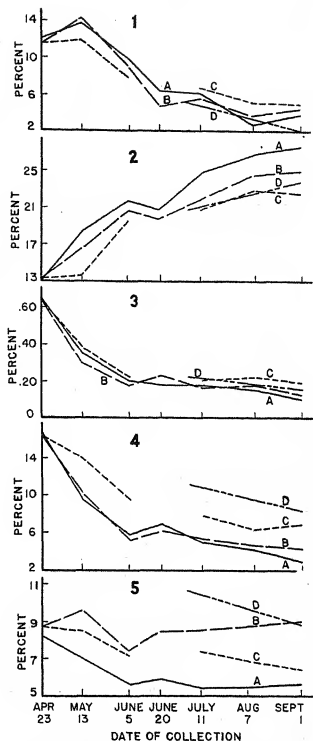 1
14
10
6
2
PERCENT
A
B
C
D
2
25
21
17
13
PERCENT
A
B
D
C
3
.60
.40
.20
0
PERCENT
B
D
C
A
4
14
10
6
2
PERCENT
D
C
B
A
5
11
9
7
5
PERCENT
D
B
C
A
APR 23
MAY 13
JUNE 5
JUNE 20
JULY 11
AUG 7
SEPT 1
DATE OF COLLECTION